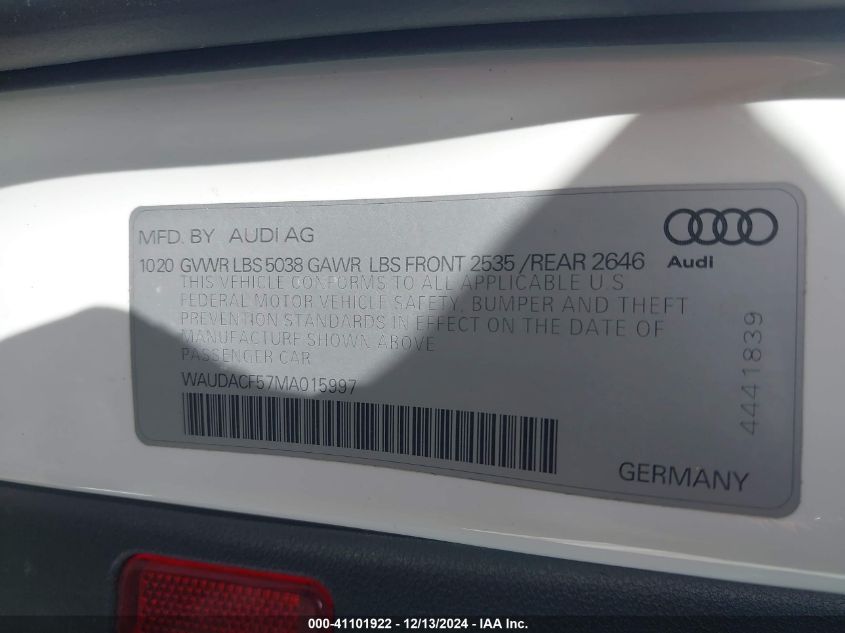 MFD. BY AUDI AG
1020 GVWR LBS 5038 GAWR LBS FRONT 2535 /REAR 2646
Audi
THIS VEHICLE CONFORMS TO ALL APPLICABLE U.S
FEDERAL MOTOR VEHICLE SAFETY, BUMPER AND THEFT
PREVENTION STANDARDS IN EFFECT ON THE DATE OF
MANUFACTURE SHOWN ABOVE
PASSENGER CAR
WAUDACF57MA015997
4441839
GERMANY
000-41101922 - 12/13/2024 - IAA Inc.